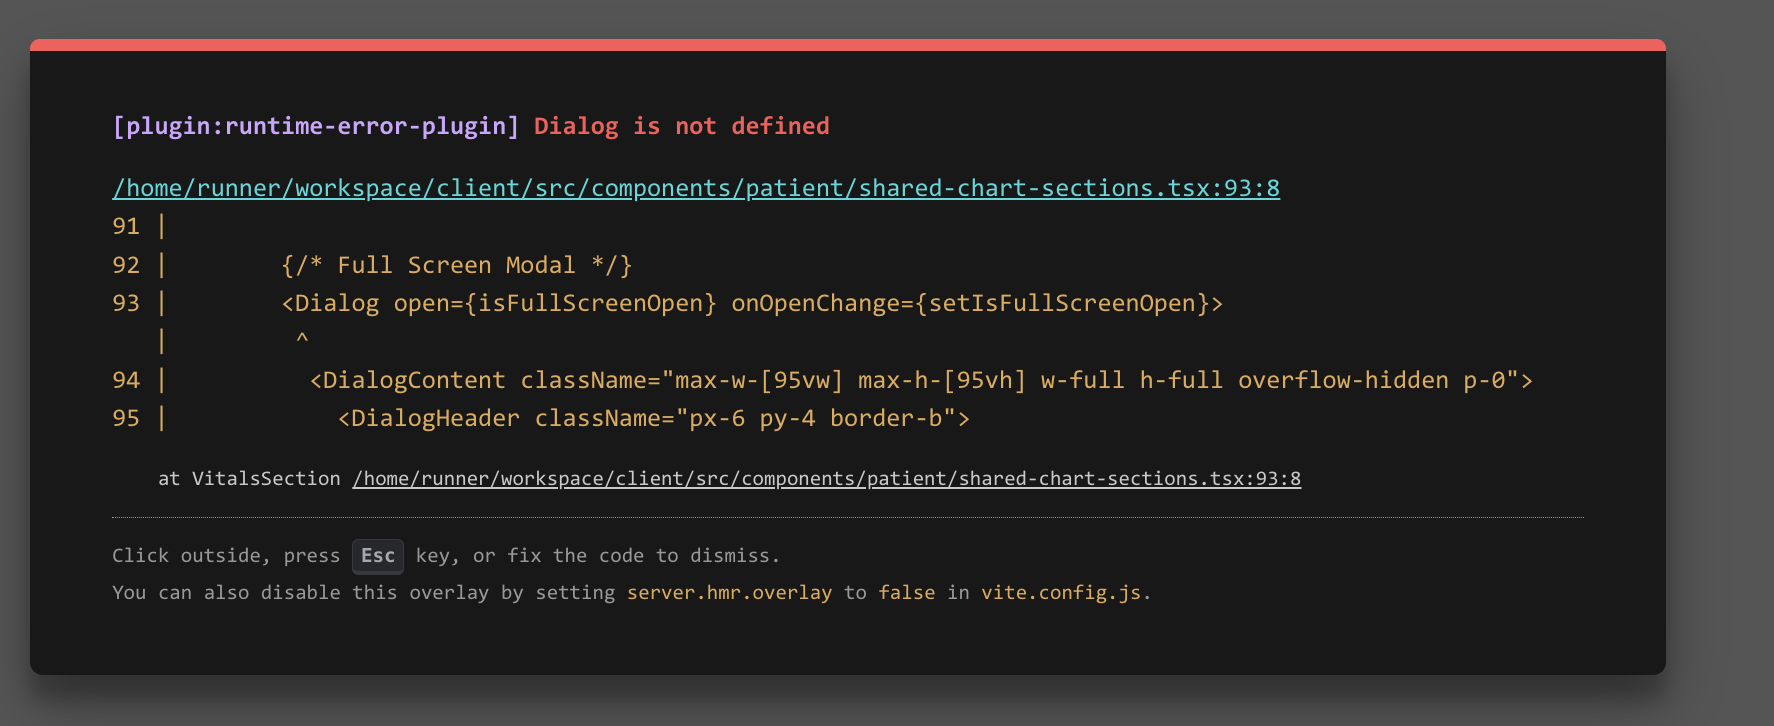 [plugin:runtime-error-plugin] Dialog is not defined
/home/runner/workspace/client/src/components/patient/shared-chart-sections.tsx:93:8
91 |
92 |        {/* Full Screen Modal */}
93 |        <Dialog open={isFullScreenOpen} onOpenChange={setIsFullScreenOpen}>
   |         ^
94 |          <DialogContent className="max-w-[95vw] max-h-[95vh] w-full h-full overflow-hidden p-0">
95 |            <DialogHeader className="px-6 py-4 border-b">
at VitalsSection /home/runner/workspace/client/src/components/patient/shared-chart-sections.tsx:93:8
Click outside, press Esc key, or fix the code to dismiss.
You can also disable this overlay by setting server.hmr.overlay to false in vite.config.js.